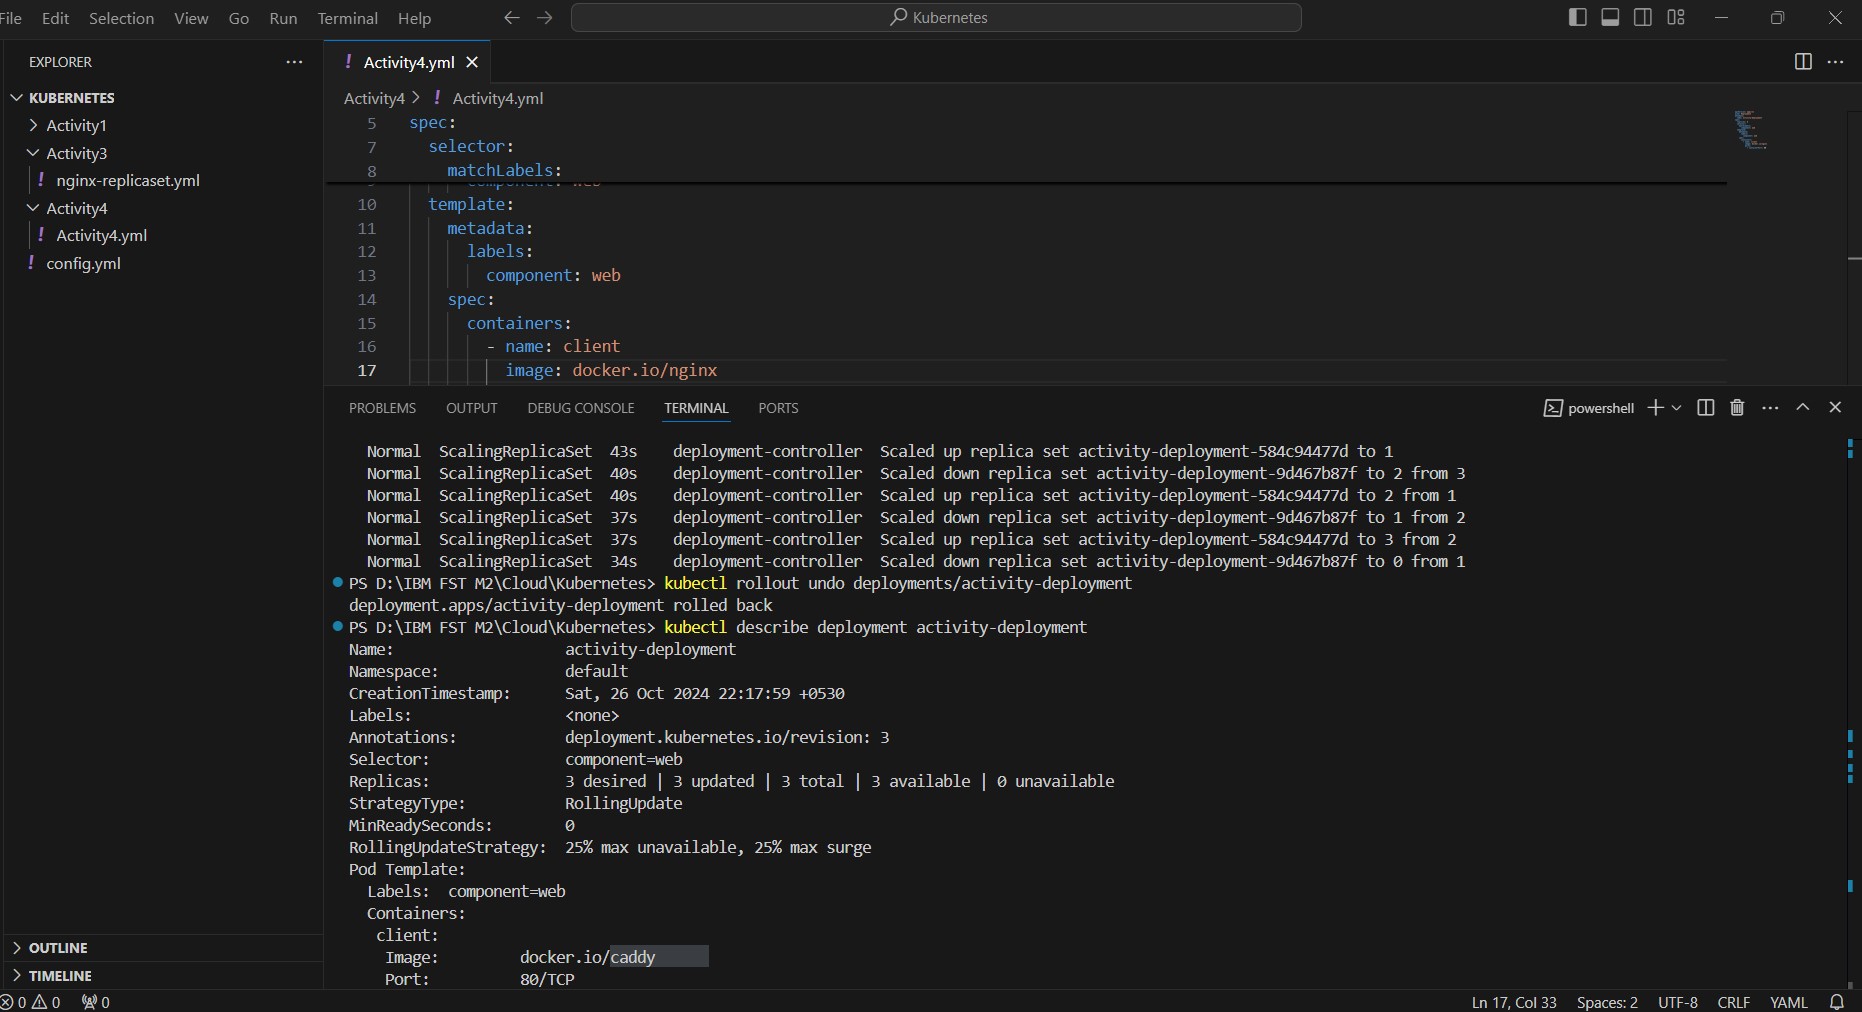 File Edit Selection View Go Run Terminal Help Kubernetes
EXPLORER
KUBERNETES
Activity1
Activity3
! nginx-replicaset.yml
Activity4
! Activity4.yml
! config.yml
OUTLINE
TIMELINE
! Activity4.yml
Activity4 > ! Activity4.yml
5 spec:
7 selector:
8 matchLabels:
component: web
10 template:
11 metadata:
12 labels:
13 component: web
14 spec:
15 containers:
16 - name: client
17 image: docker.io/nginx
PROBLEMS OUTPUT DEBUG CONSOLE TERMINAL PORTS powershell
Normal ScalingReplicaSet 43s deployment-controller Scaled up replica set activity-deployment-584c94477d to 1
Normal ScalingReplicaSet 40s deployment-controller Scaled down replica set activity-deployment-9d467b87f to 2 from 3
Normal ScalingReplicaSet 40s deployment-controller Scaled up replica set activity-deployment-584c94477d to 2 from 1
Normal ScalingReplicaSet 37s deployment-controller Scaled down replica set activity-deployment-9d467b87f to 1 from 2
Normal ScalingReplicaSet 37s deployment-controller Scaled up replica set activity-deployment-584c94477d to 3 from 2
Normal ScalingReplicaSet 34s deployment-controller Scaled down replica set activity-deployment-9d467b87f to 0 from 1
PS D:\IBM FST M2\Cloud\Kubernetes> kubectl rollout undo deployments/activity-deployment
deployment.apps/activity-deployment rolled back
PS D:\IBM FST M2\Cloud\Kubernetes> kubectl describe deployment activity-deployment
Name: activity-deployment
Namespace: default
CreationTimestamp: Sat, 26 Oct 2024 22:17:59 +0530
Labels: <none>
Annotations: deployment.kubernetes.io/revision: 3
Selector: component=web
Replicas: 3 desired | 3 updated | 3 total | 3 available | 0 unavailable
StrategyType: RollingUpdate
MinReadySeconds: 0
RollingUpdateStrategy: 25% max unavailable, 25% max surge
Pod Template:
Labels: component=web
Containers:
client:
Image: docker.io/caddy
Port: 80/TCP
0 0 0 Ln 17, Col 33 Spaces: 2 UTF-8 CRLF YAML